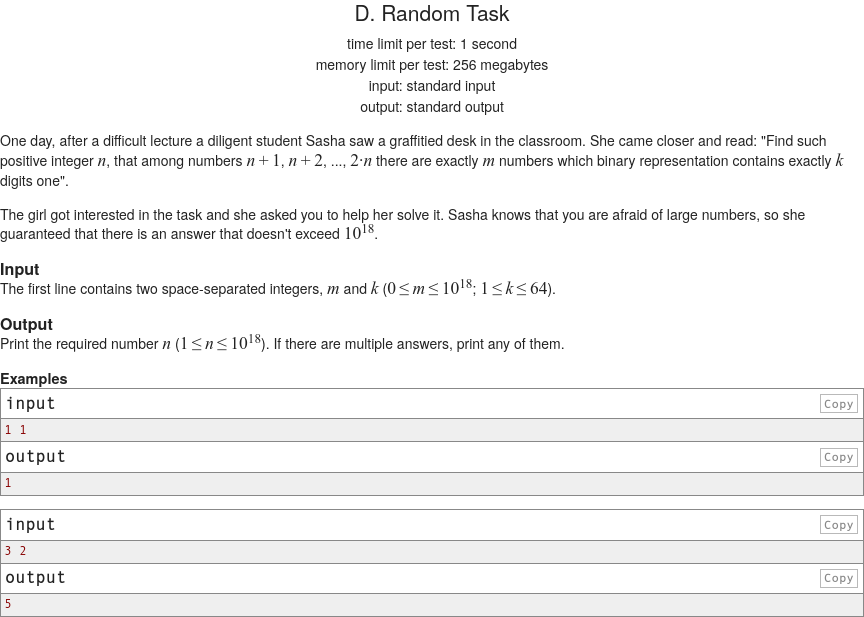 D. Random Task
time limit per test: 1 second
memory limit per test: 256 megabytes
input: standard input
output: standard output
One day, after a difficult lecture a diligent student Sasha saw a graffitied desk in the classroom. She came closer and read: "Find such
positive integer n, that among numbers n + 1, n + 2, ..., 2·n there are exactly m numbers which binary representation contains exactly k
digits one".
The girl got interested in the task and she asked you to help her solve it. Sasha knows that you are afraid of large numbers, so she
guaranteed that there is an answer that doesn't exceed 10^18.
Input
The first line contains two space-separated integers, m and k (0 ≤ m ≤ 10^18; 1 ≤ k ≤ 64).
Output
Print the required number n (1 ≤ n ≤ 10^18). If there are multiple answers, print any of them.
Examples
input
Copy
1 1
output
Copy
1
input
Copy
3 2
output
Copy
5